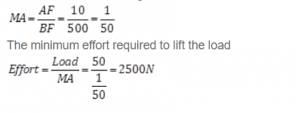 MA = AF/BF = 10/500 = 1/50
The minimum effort required to lift the load
Effort = Load/MA = 50/(1/50) = 2500N